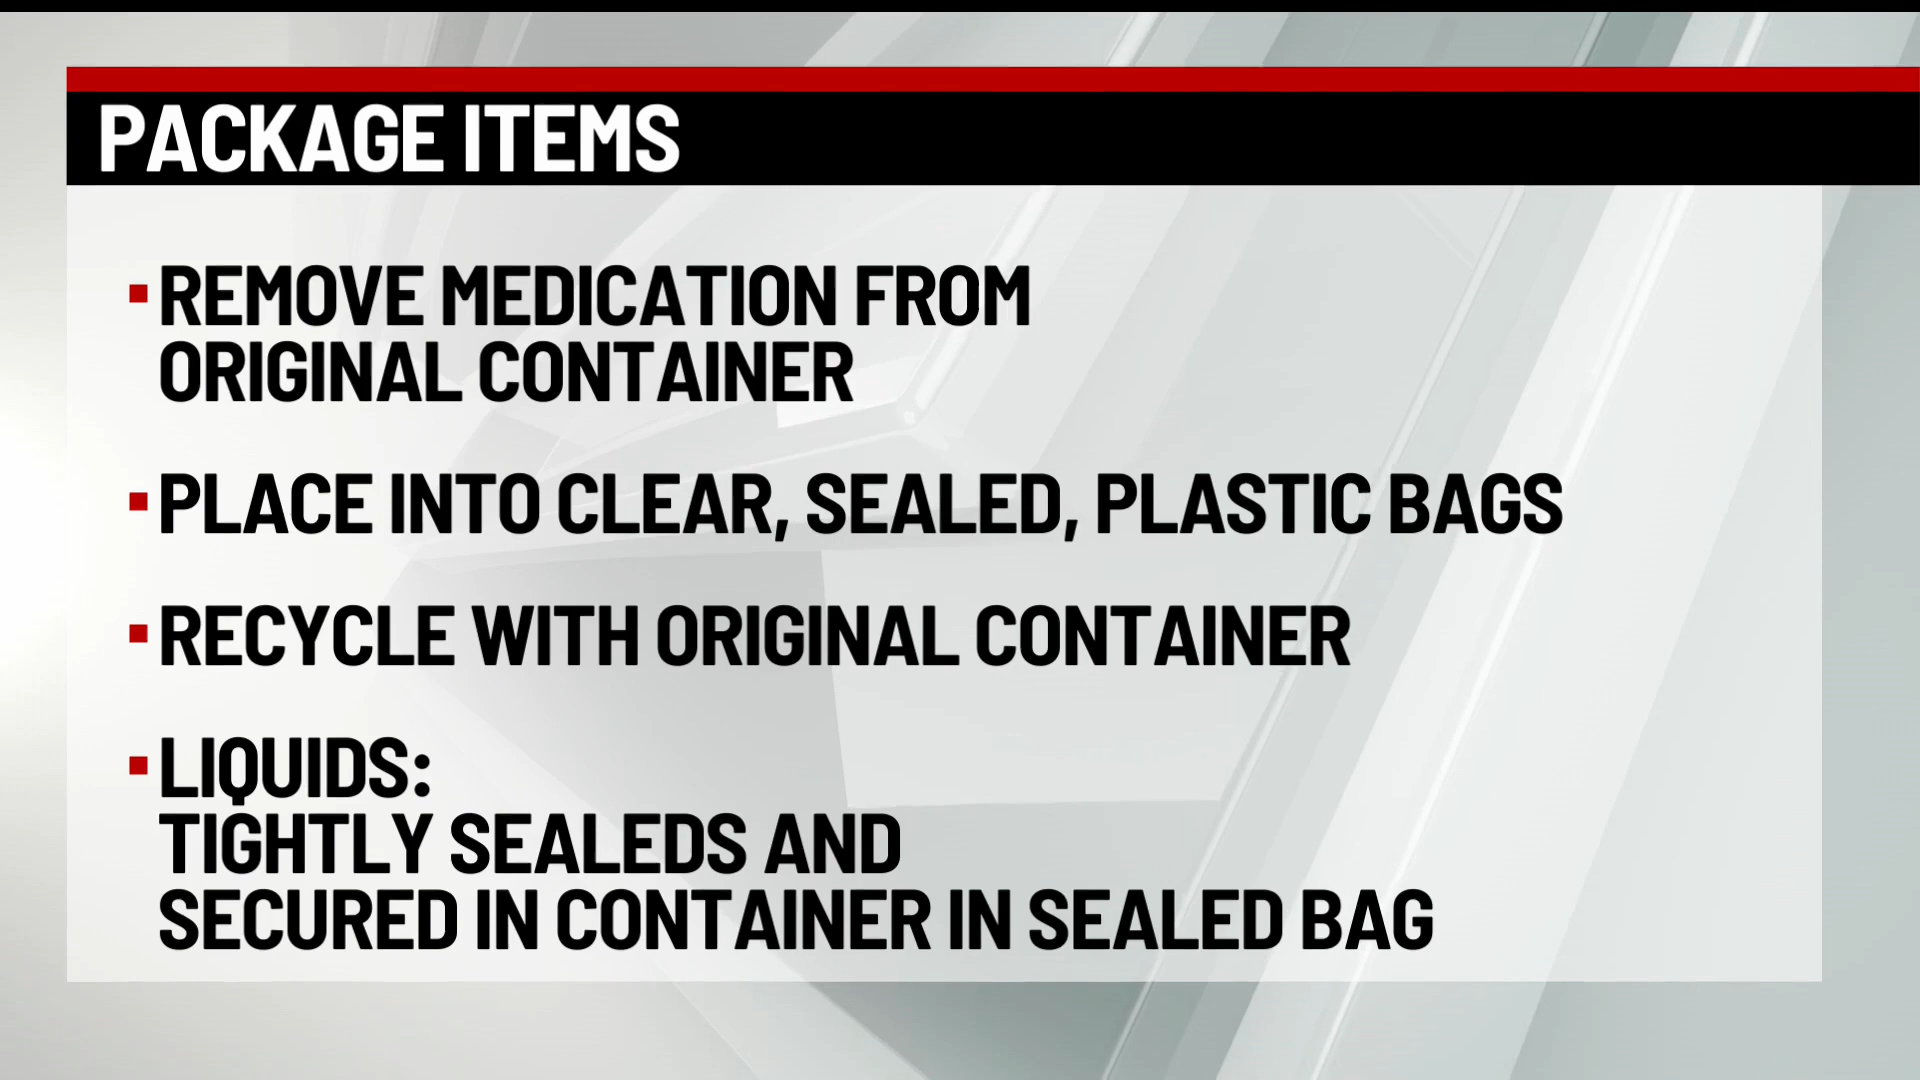 PACKAGE ITEMS
REMOVE MEDICATION FROM
ORIGINAL CONTAINER
PLACE INTO CLEAR, SEALED, PLASTIC BAGS
RECYCLE WITH ORIGINAL CONTAINER
LIQUIDS:
TIGHTLY SEALEDS AND
SECURED IN CONTAINER IN SEALED BAG